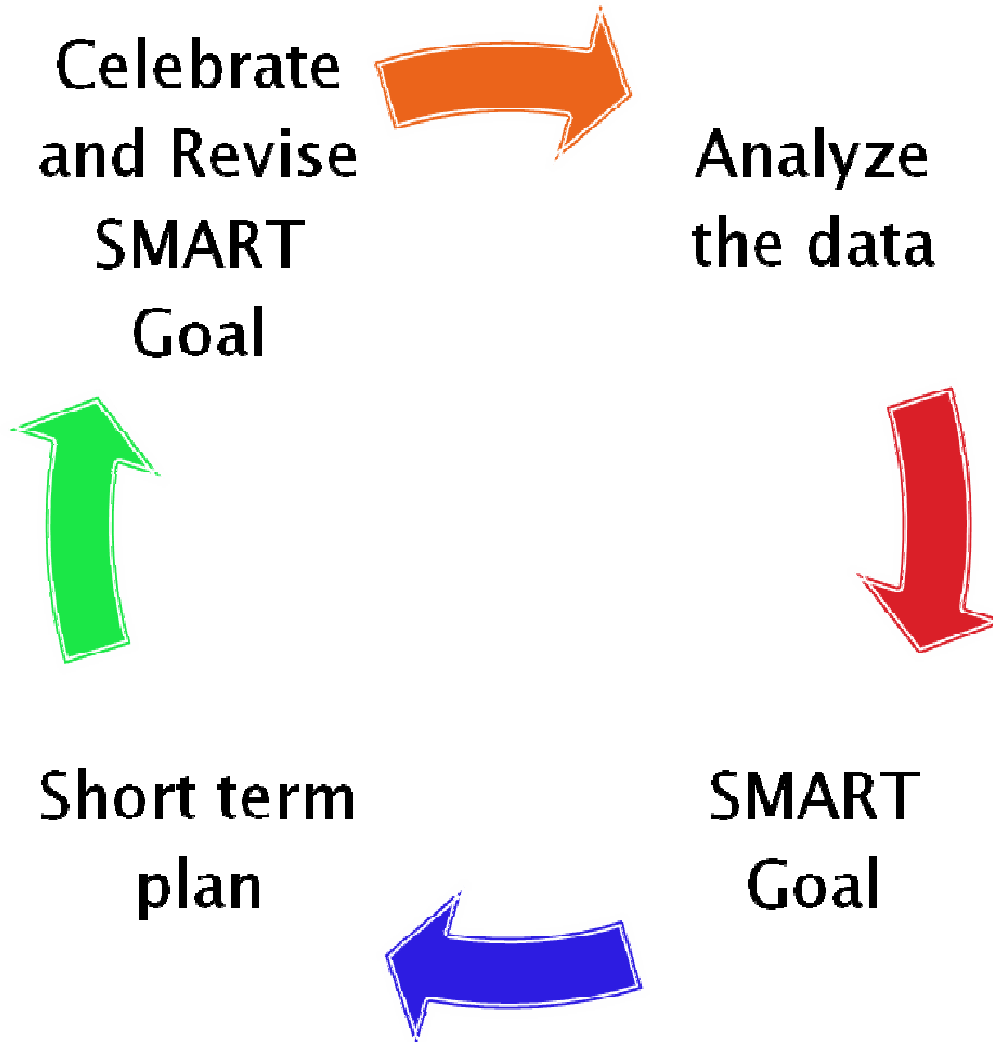 Celebrate
and Revise
SMART
Goal
Analyze
the data
SMART
Goal
Short term
plan